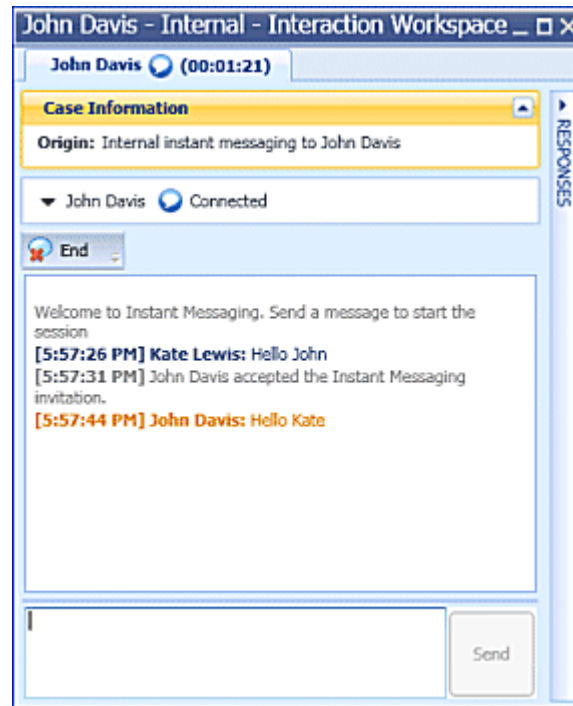 John Davis - Internal - Interaction Workspace
John Davis (00:01:21)
Case Information
Origin: Internal instant messaging to John Davis
RESPONSES
John Davis Connected
End
Welcome to Instant Messaging. Send a message to start the
session
[5:57:26 PM] Kate Lewis: Hello John
[5:57:31 PM] John Davis accepted the Instant Messaging
invitation.
[5:57:44 PM] John Davis: Hello Kate
Send